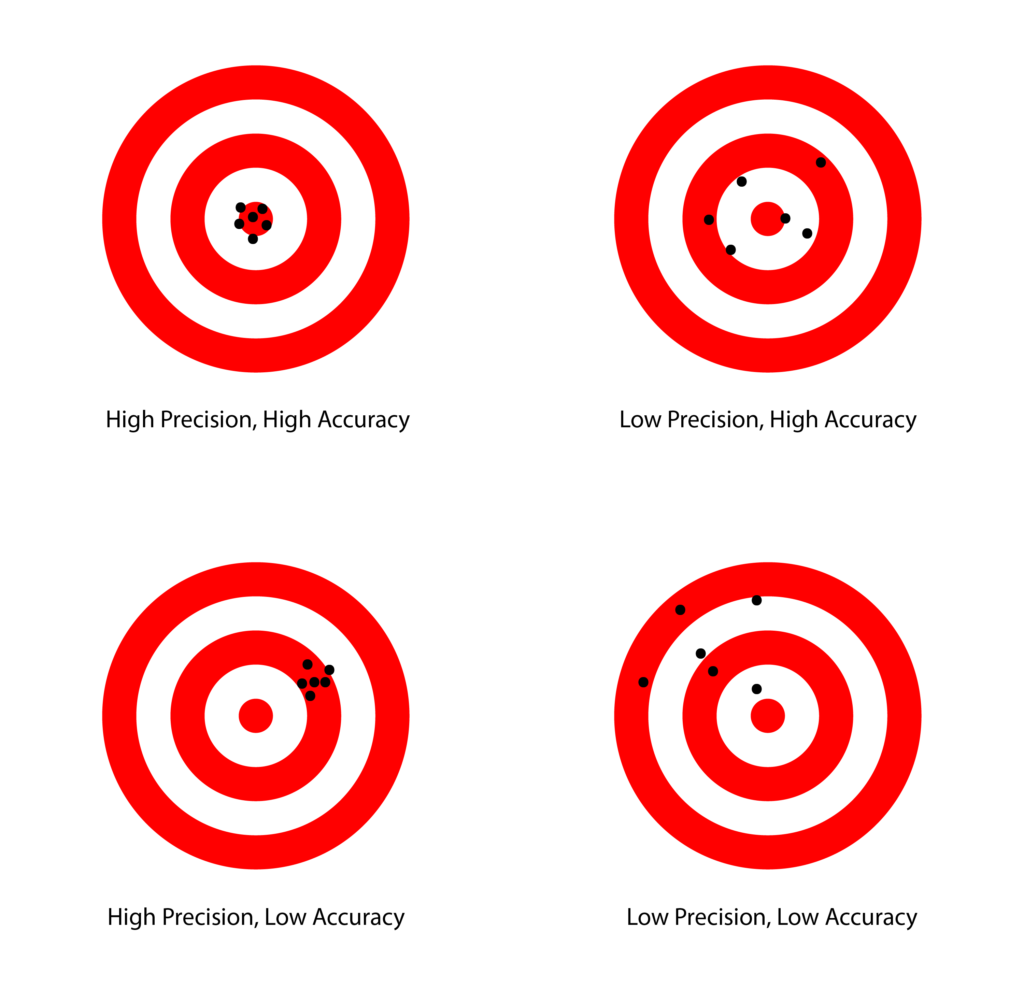 High Precision, High Accuracy
Low Precision, High Accuracy
High Precision, Low Accuracy
Low Precision, Low Accuracy